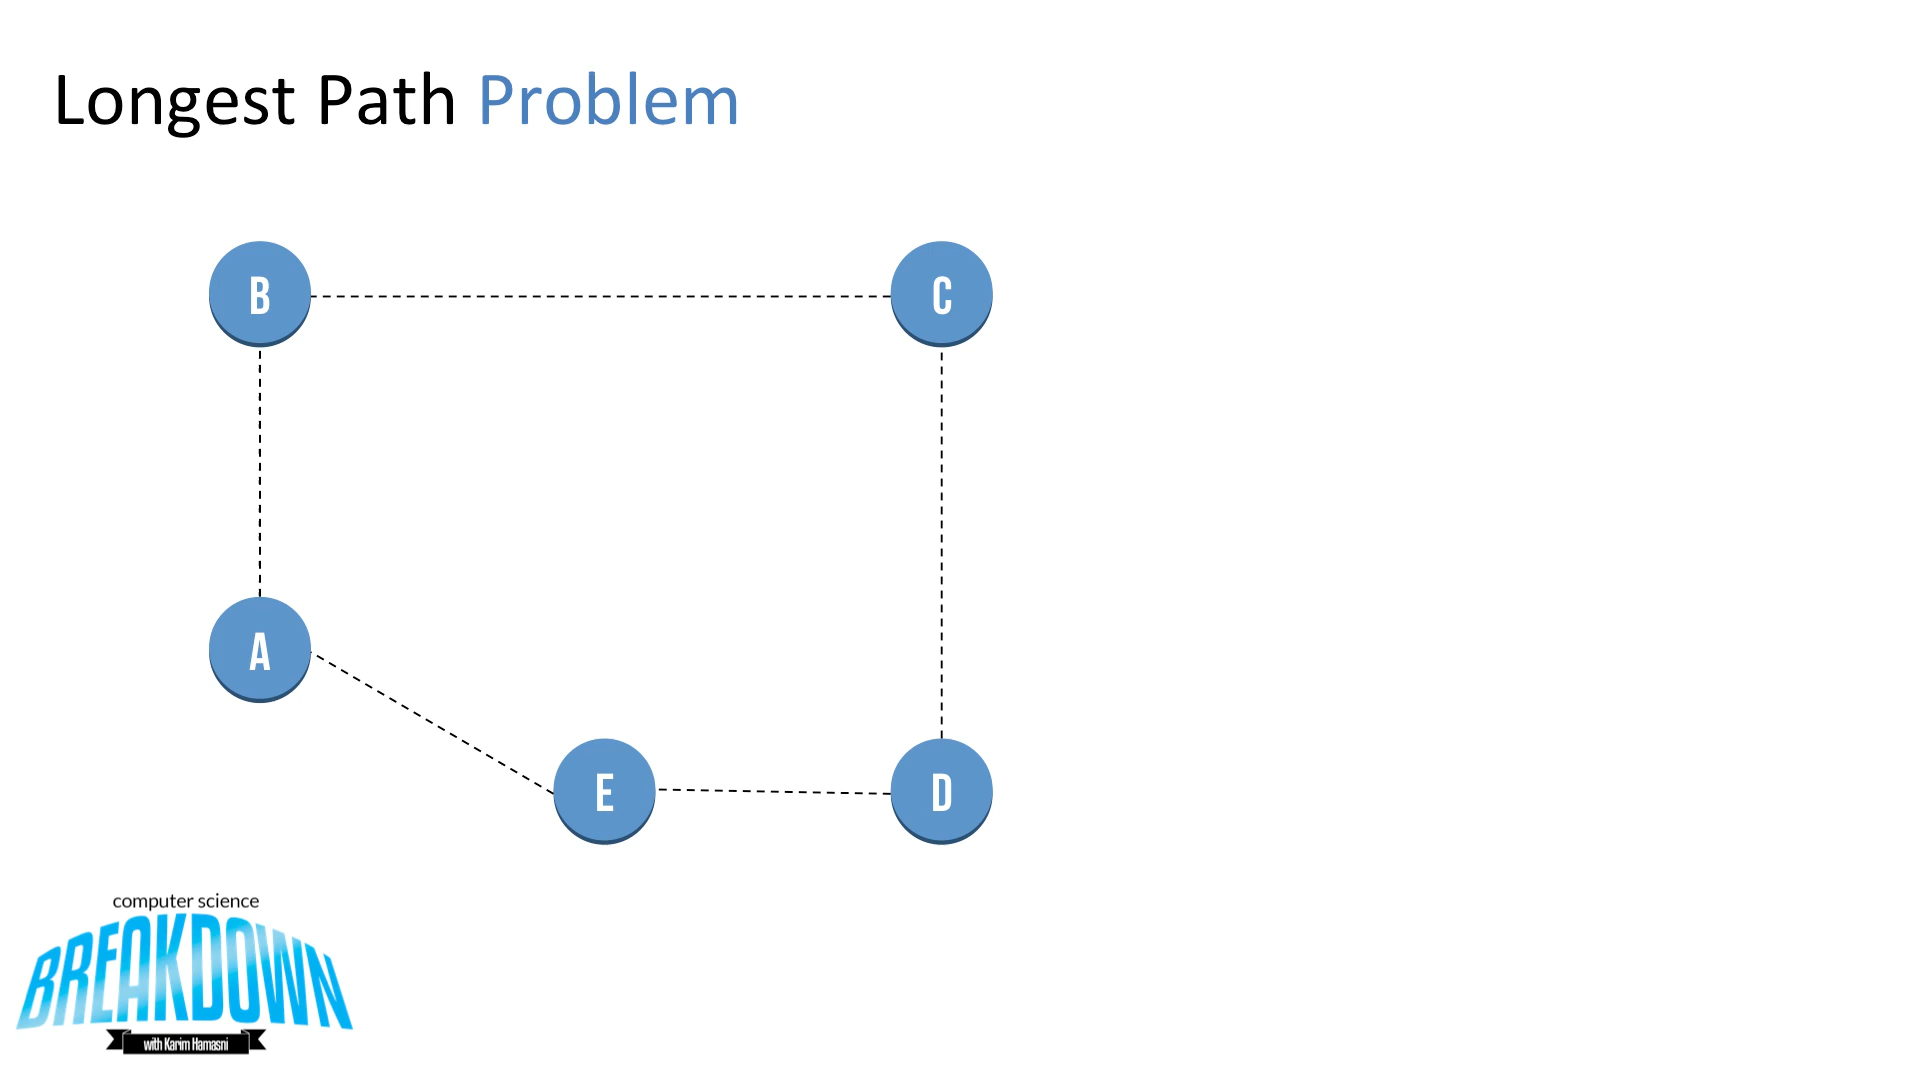 Longest Path Problem
B
C
A
E
D
computer science
BREAKDOWN
with Karim Hamasni